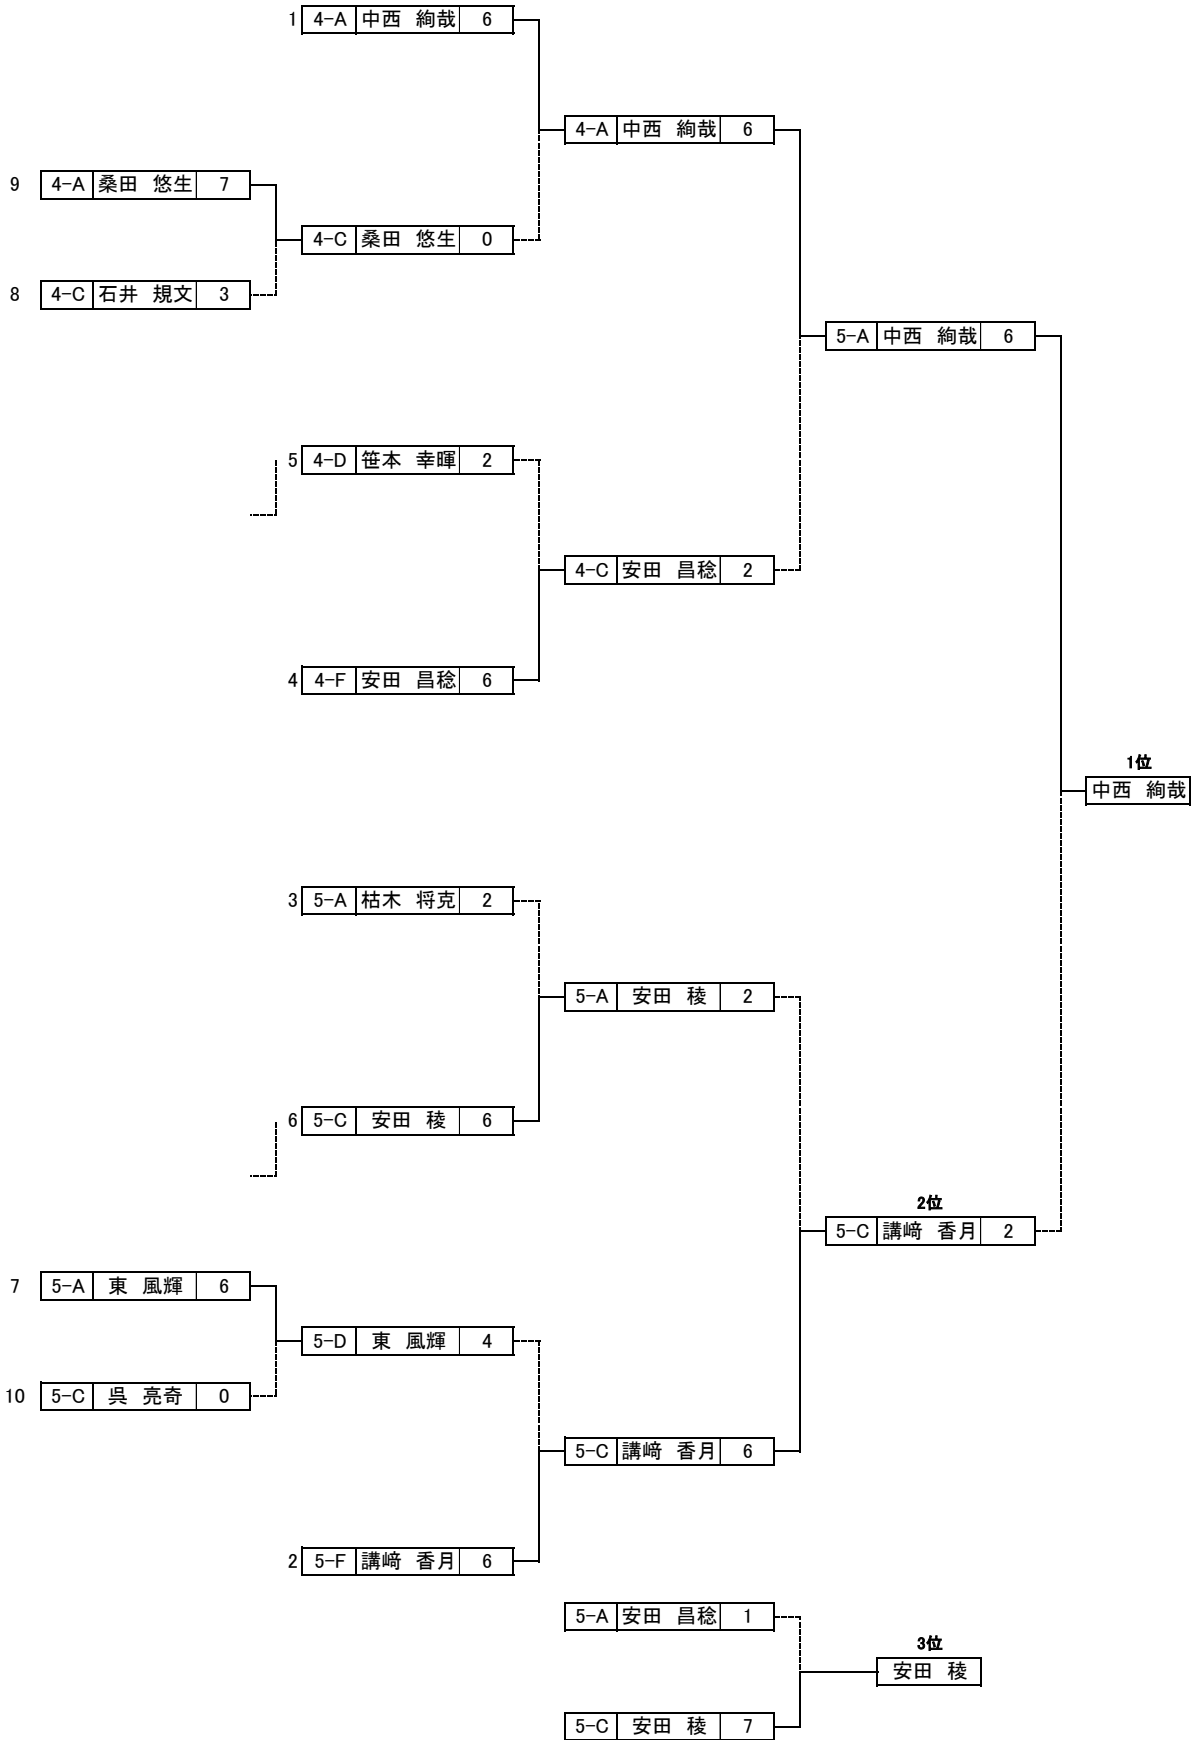 1 4-A 中西 絢哉 6
4-A 中西 絢哉 6
9 4-A 桑田 悠生 7
4-C 桑田 悠生 0
8 4-C 石井 規文 3
5-A 中西 絢哉 6
5 4-D 笹本 幸暉 2
4-C 安田 昌稔 2
4 4-F 安田 昌稔 6
1位
中西 絢哉
3 5-A 枯木 将克 2
5-A 安田 稜 2
6 5-C 安田 稜 6
2位
5-C 講﨑 香月 2
7 5-A 東 風輝 6
5-D 東 風輝 4
10 5-C 呉 亮奇 0
5-C 講﨑 香月 6
2 5-F 講﨑 香月 6
5-A 安田 昌稔 1
3位
安田 稜
5-C 安田 稜 7